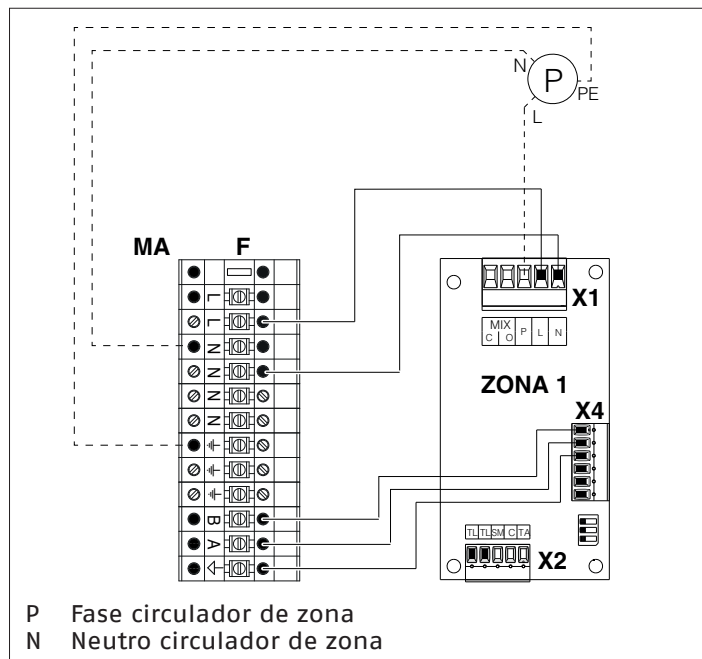 N
P
PE
L
MA F
L
L
N
N
N
N
B
A
X1
MIX
C O P L N
ZONA 1
X4
TL TL SM C TA
X2
P Fase circulador de zona
N Neutro circulador de zona